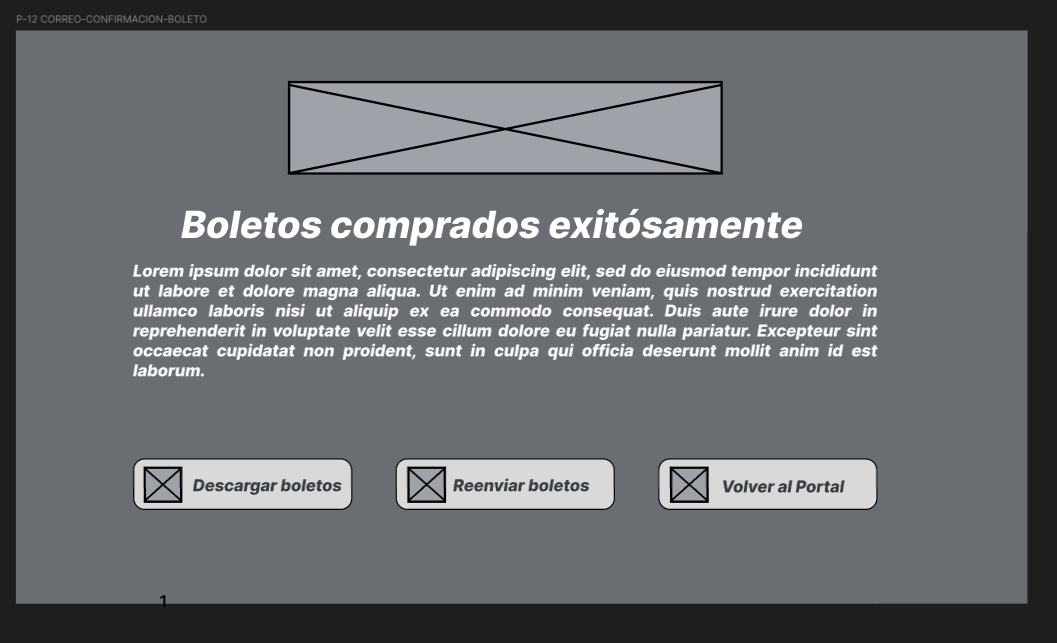 P-12 CORREO-CONFIRMACION-BOLETO
Boletos comprados exitósamente
Lorem ipsum dolor sit amet, consectetur adipiscing elit, sed do eiusmod tempor incididunt
ut labore et dolore magna aliqua. Ut enim ad minim veniam, quis nostrud exercitation
ullamco laboris nisi ut aliquip ex ea commodo consequat. Duis aute irure dolor in
reprehenderit in voluptate velit esse cillum dolore eu fugiat nulla pariatur. Excepteur sint
occaecat cupidatat non proident, sunt in culpa qui officia deserunt mollit anim id est
laborum.
Descargar boletos
Reenviar boletos
Volver al Portal
1